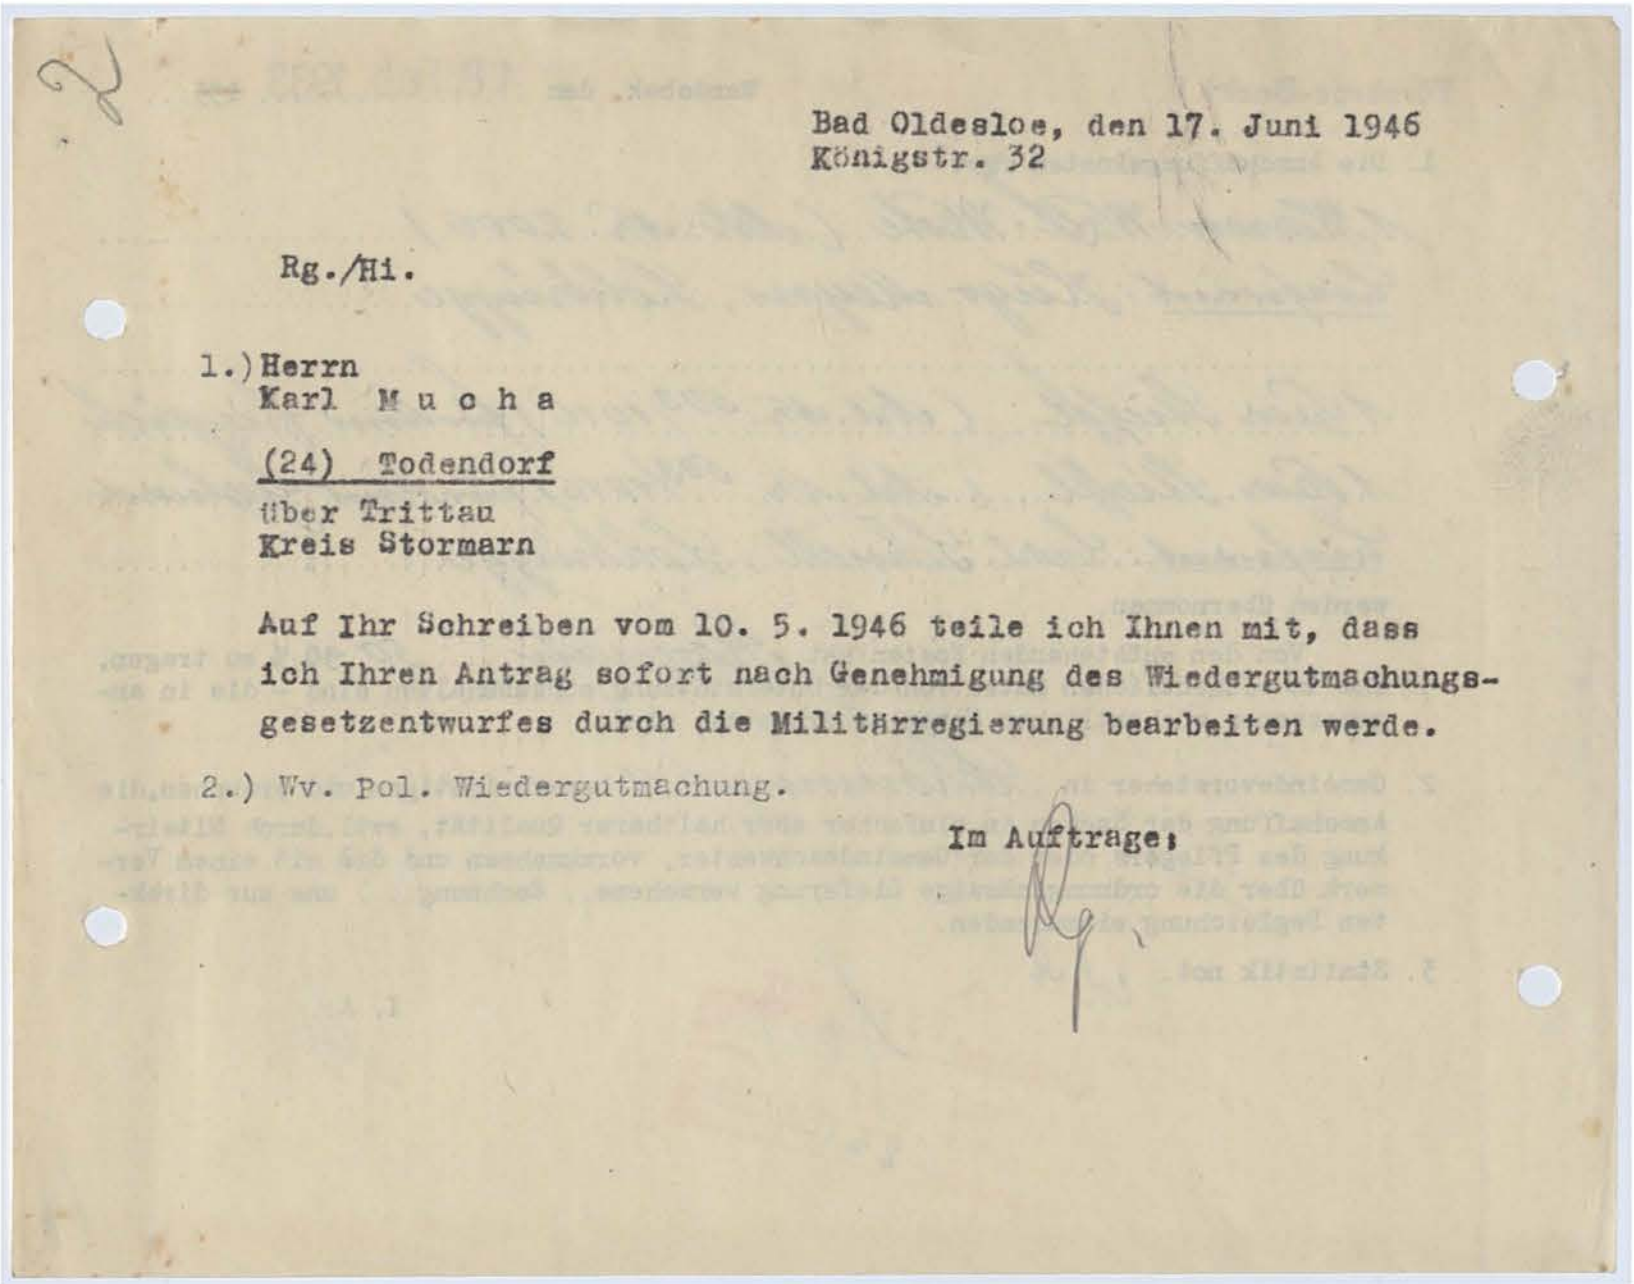 2
Bad Oldesloe, den 17. Juni 1946
Königstr. 32
Rg./Hi.
1.) Herrn
Karl M u c h a
(24) Todendorf
über Trittau
Kreis Stormarn
Auf Ihr Schreiben vom 10. 5. 1946 teile ich Ihnen mit, dass
ich Ihren Antrag sofort nach Genehmigung des Wiedergutmachungs-
gesetzentwurfes durch die Militärregierung bearbeiten werde.
2.) Wv. Pol. Wiedergutmachung.
Im Auftrage:
Rg.